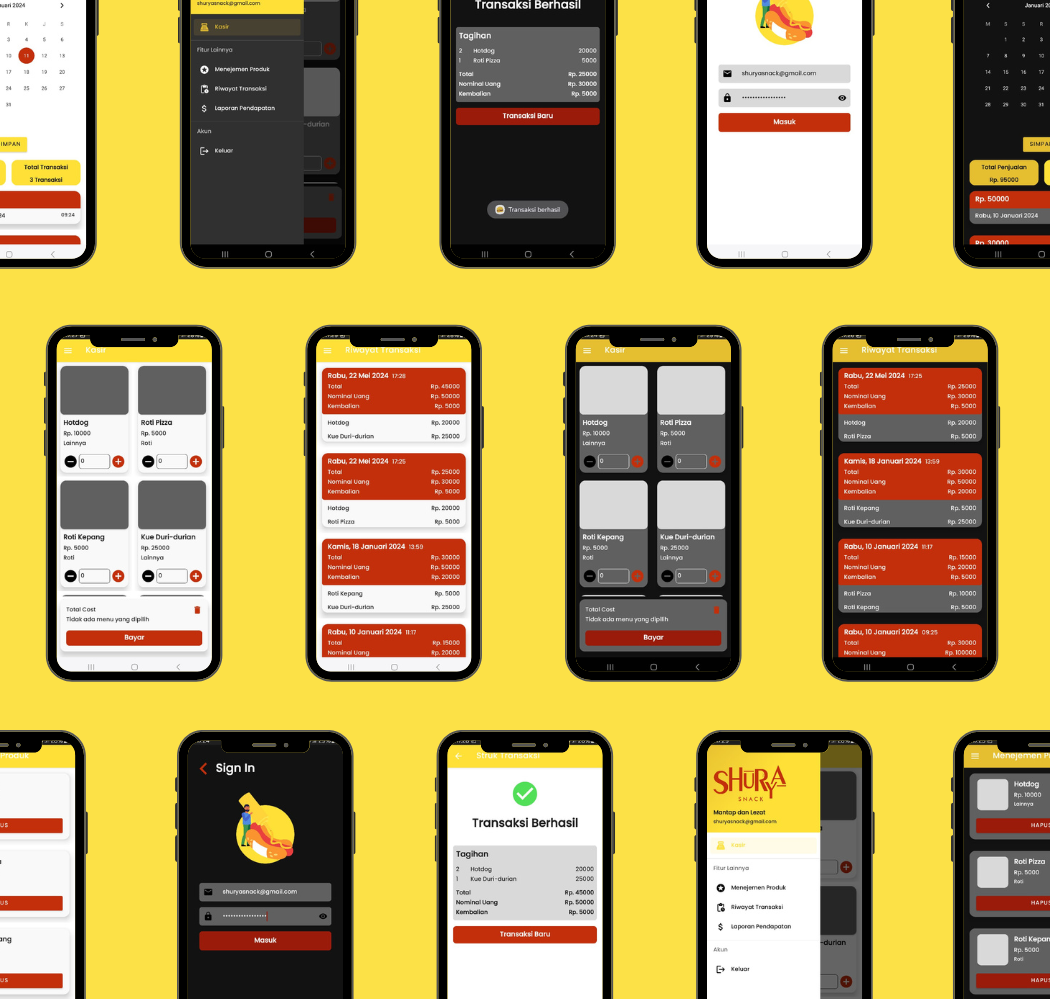 nuari 2024
R K J S
3 4 5 6
10 11 12 13
17 18 19 20
24 25 26 27
31
SIMPAN
Total Transaksi
3 Transaksi
24 09:24
shuryasnack@gmail.com
Kasir
Fitur Lainnya
Menejemen Produk
Riwayat Transaksi
Laporan Pendapatan
Akun
Keluar
-durian
Transaksi Berhasil
Tagihan
2 Hotdog 20000
1 Roti Pizza 5000
Total Rp. 25000
Nominal Uang Rp. 30000
Kembalian Rp. 5000
Transaksi Baru
Transaksi berhasil
shuryasnack@gmail.com
Masuk
Januari 20
M S S R
1 2 3
7 8 9 10
14 15 16 17
21 22 23 24
28 29 30 31
SIMPA
Total Penjualan
Rp. 95000
Rp. 50000
Rabu, 10 Januari 2024
Rp. 30000
Kasir
Hotdog
Rp. 10000
Lainnya
0
Roti Pizza
Rp. 5000
Roti
0
Roti Kepang
Rp. 5000
Roti
0
Kue Duri-durian
Rp. 25000
Lainnya
0
Total Cost
Tidak ada menu yang dipilih
Bayar
Riwayat Transaksi
Rabu, 22 Mei 2024 17:28
Total Rp. 45000
Nominal Uang Rp. 50000
Kembalian Rp. 5000
Hotdog Rp. 20000
Kue Duri-durian Rp. 25000
Rabu, 22 Mei 2024 17:25
Total Rp. 25000
Nominal Uang Rp. 30000
Kembalian Rp. 5000
Hotdog Rp. 20000
Roti Pizza Rp. 5000
Kamis, 18 Januari 2024 13:59
Total Rp. 30000
Nominal Uang Rp. 50000
Kembalian Rp. 20000
Roti Kepang Rp. 5000
Kue Duri-durian Rp. 25000
Rabu, 10 Januari 2024 11:17
Total Rp. 15000
Nominal Uang Rp. 20000
Kasir
Hotdog
Rp. 10000
Lainnya
0
Roti Pizza
Rp. 5000
Roti
0
Roti Kepang
Rp. 5000
Roti
0
Kue Duri-durian
Rp. 25000
Lainnya
0
Total Cost
Tidak ada menu yang dipilih
Bayar
Riwayat Transaksi
Rabu, 22 Mei 2024 17:25
Total Rp. 25000
Nominal Uang Rp. 30000
Kembalian Rp. 5000
Hotdog Rp. 20000
Roti Pizza Rp. 5000
Kamis, 18 Januari 2024 13:59
Total Rp. 30000
Nominal Uang Rp. 50000
Kembalian Rp. 20000
Roti Kepang Rp. 5000
Kue Duri-durian Rp. 25000
Rabu, 10 Januari 2024 11:17
Total Rp. 15000
Nominal Uang Rp. 20000
Kembalian Rp. 5000
Roti Pizza Rp. 10000
Roti Kepang Rp. 5000
Rabu, 10 Januari 2024 09:25
Total Rp. 30000
Nominal Uang Rp. 100000
Produk
US
US
ang
US
Sign In
shuryasnack@gmail.com
Masuk
Struk Transaksi
Transaksi Berhasil
Tagihan
2 Hotdog 20000
1 Kue Duri-durian 25000
Total Rp. 45000
Nominal Uang Rp. 50000
Kembalian Rp. 5000
Transaksi Baru
SHURYA
SNACK
Mantap dan Lezat
shuryasnack@gmail.com
Kasir
Fitur Lainnya
Menejemen Produk
Riwayat Transaksi
Laporan Pendapatan
Akun
Keluar
-durian
Menejemen Pr
Hotdog
Rp. 10000
Lainnya
HAPUS
Roti Pizza
Rp. 5000
Roti
HAPUS
Roti Kepan
Rp. 5000
Roti
HAPUS